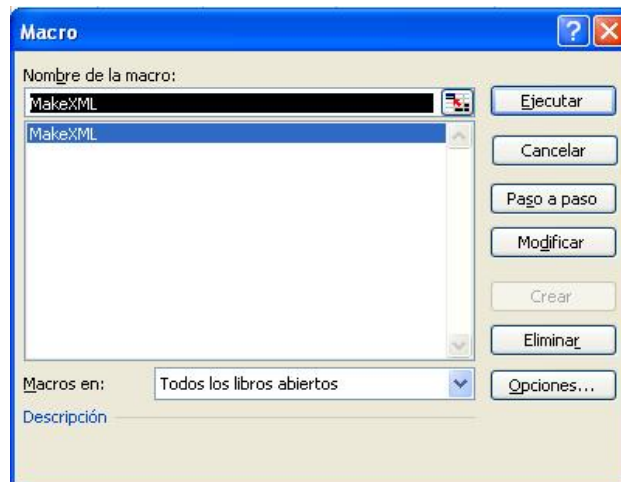 Macro
Nombre de la macro:
MakeXML
MakeXML
Ejecutar
Cancelar
Paso a paso
Modificar
Crear
Eliminar
Macros en: Todos los libros abiertos
Opciones...
Descripción